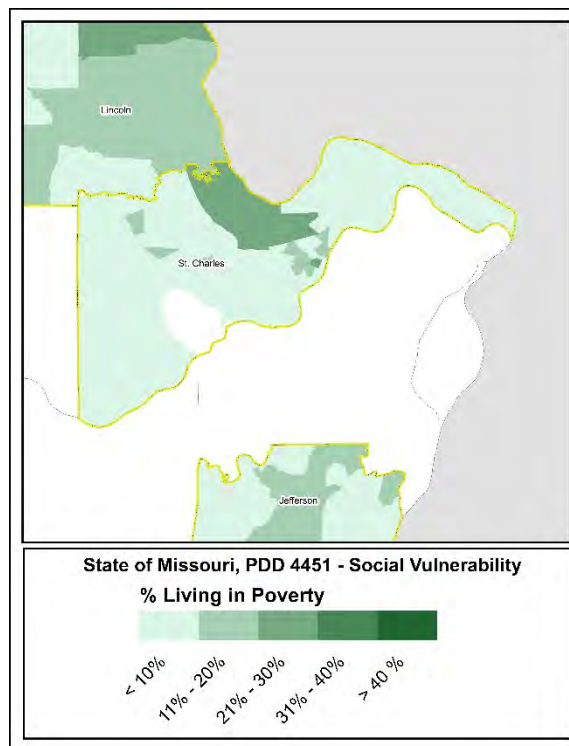 Lincoln
St. Charles
Jefferson
State of Missouri, PDD 4451 - Social Vulnerability
% Living in Poverty
< 10%
11% - 20%
21% - 30%
31% - 40%
> 40 %